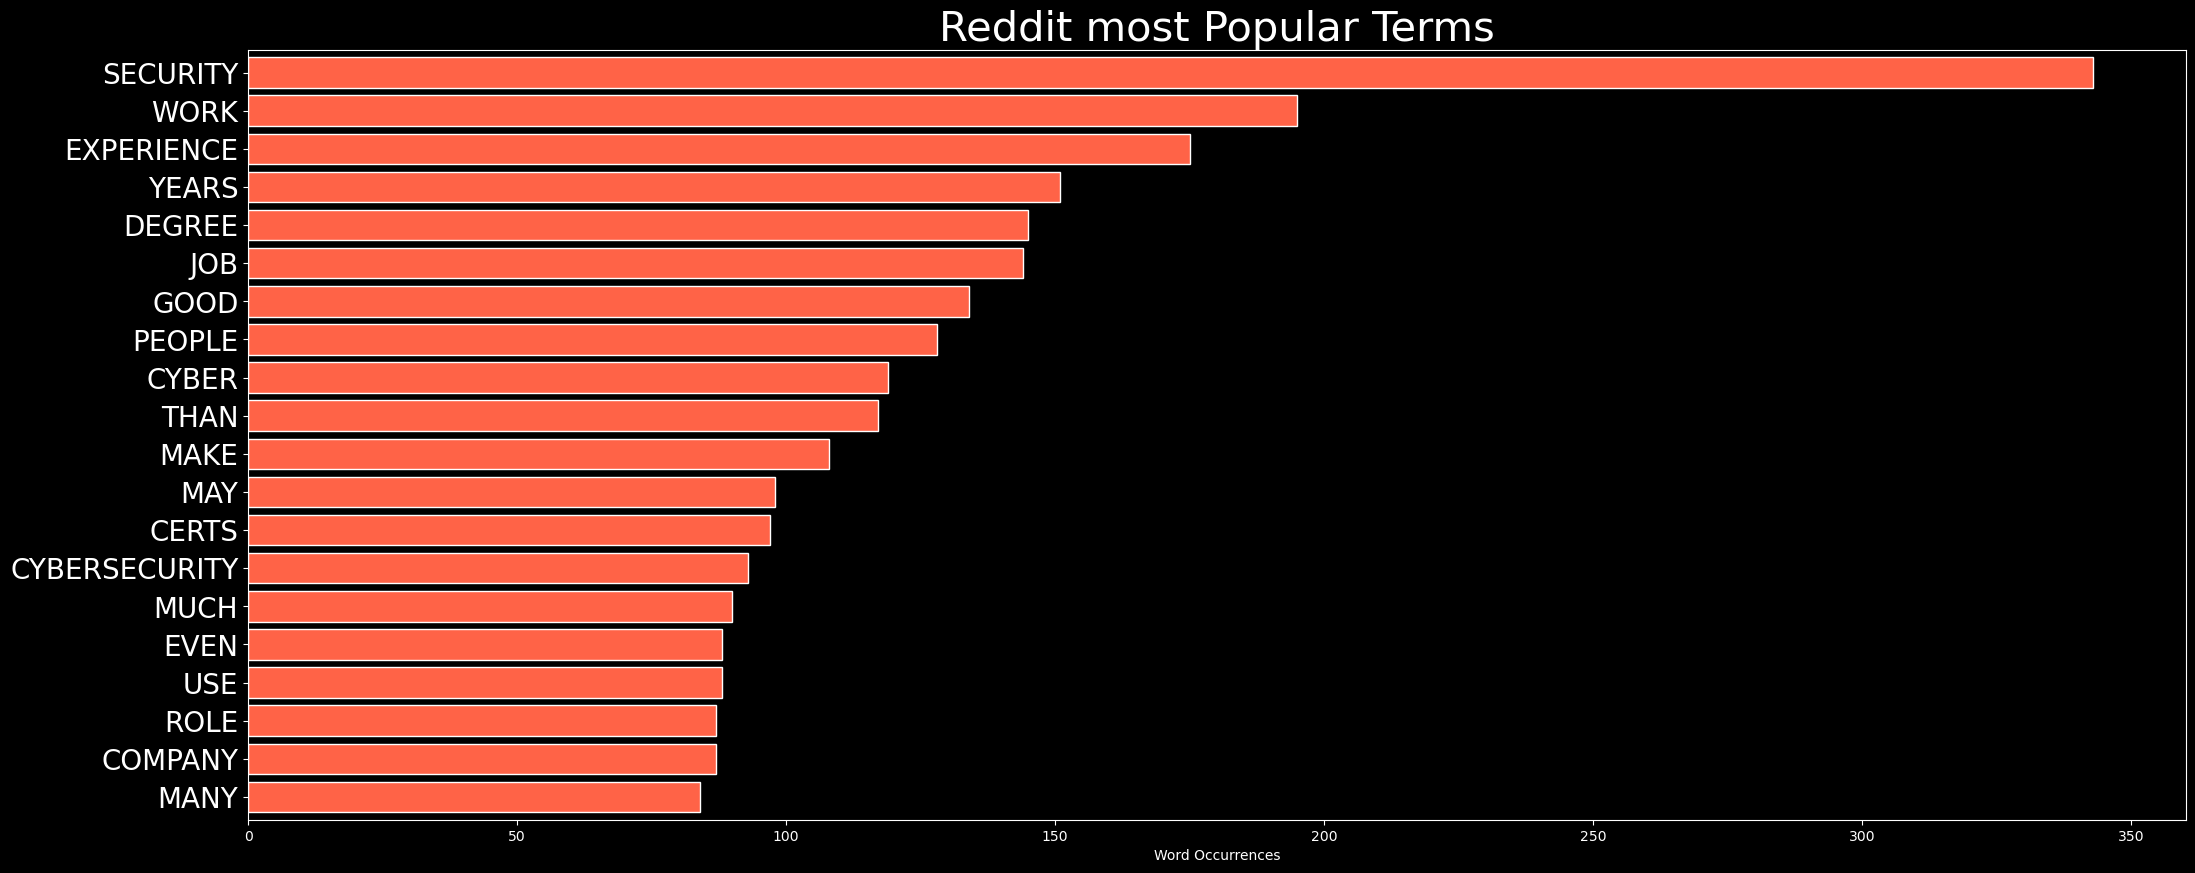 Reddit most Popular Terms
SECURITY
WORK
EXPERIENCE
YEARS
DEGREE
JOB
GOOD
PEOPLE
CYBER
THAN
MAKE
MAY
CERTS
CYBERSECURITY
MUCH
EVEN
USE
ROLE
COMPANY
MANY
0 50 100 150 200 250 300 350
Word Occurrences